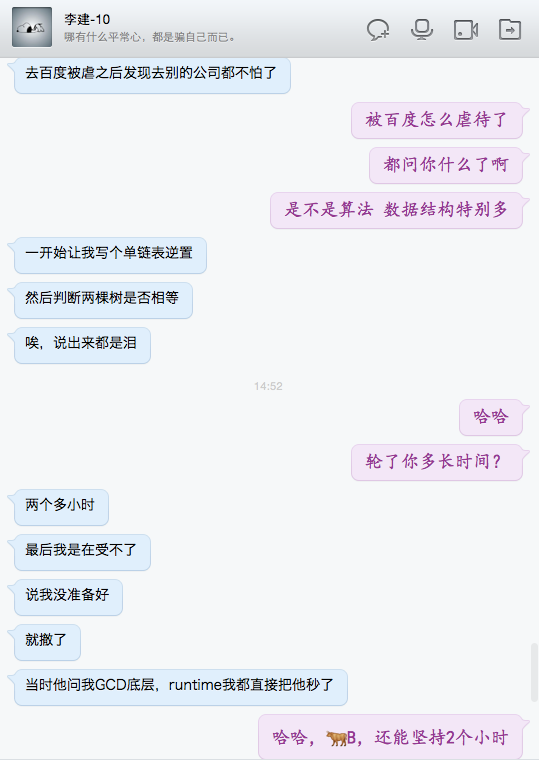 李建-10
哪有什么平常心，都是骗自己而已。
去百度被虐之后发现去别的公司都不怕了
被百度怎么虐待了
都问你什么了啊
是不是算法 数据结构特别多
一开始让我写个单链表逆置
然后判断两棵树是否相等
唉，说出来都是泪
14:52
哈哈
轮了你多长时间？
两个多小时
最后我是在受不了
说我没准备好
就撤了
当时他问我GCD底层，runtime我都直接把他秒了
哈哈，🐂B，还能坚持2个小时